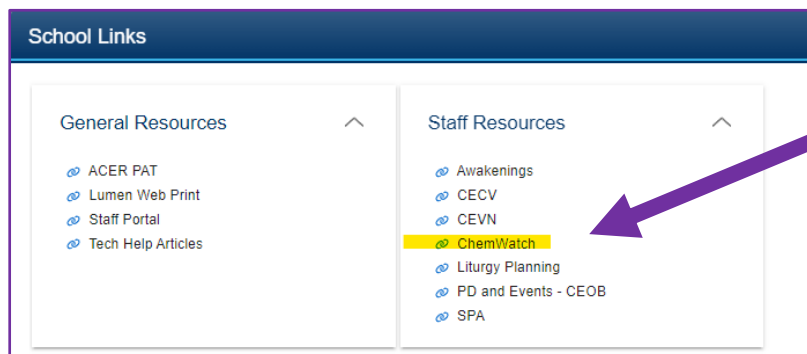 School Links
General Resources
ACER PAT
Lumen Web Print
Staff Portal
Tech Help Articles
Staff Resources
Awakenings
CECV
CEVN
ChemWatch
Liturgy Planning
PD and Events - CEOB
SPA